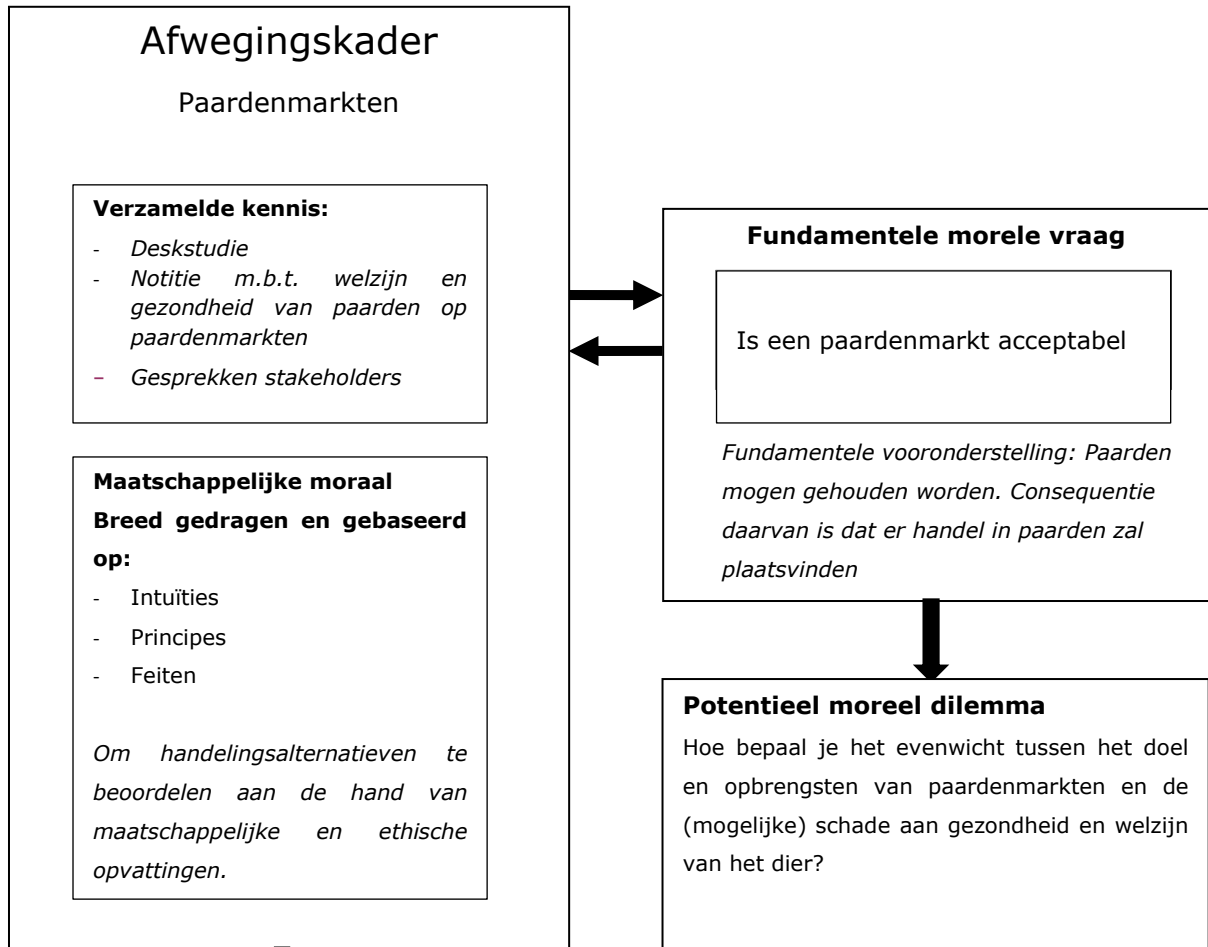 Afwegingskader
Paardenmarkten
Verzamelde kennis:
- Deskstudie
- Notitie m.b.t. welzijn en
gezondheid van paarden op
paardenmarkten
– Gesprekken stakeholders
Maatschappelijke moraal
Breed gedragen en gebaseerd
op:
- Intuïties
- Principes
- Feiten
Om handelingsalternatieven te
beoordelen aan de hand van
maatschappelijke en ethische
opvattingen.
Fundamentele morele vraag
Is een paardenmarkt acceptabel
Fundamentele vooronderstelling: Paarden
mogen gehouden worden. Consequentie
daarvan is dat er handel in paarden zal
plaatsvinden
Potentieel moreel dilemma
Hoe bepaal je het evenwicht tussen het doel
en opbrengsten van paardenmarkten en de
(mogelijke) schade aan gezondheid en welzijn
van het dier?